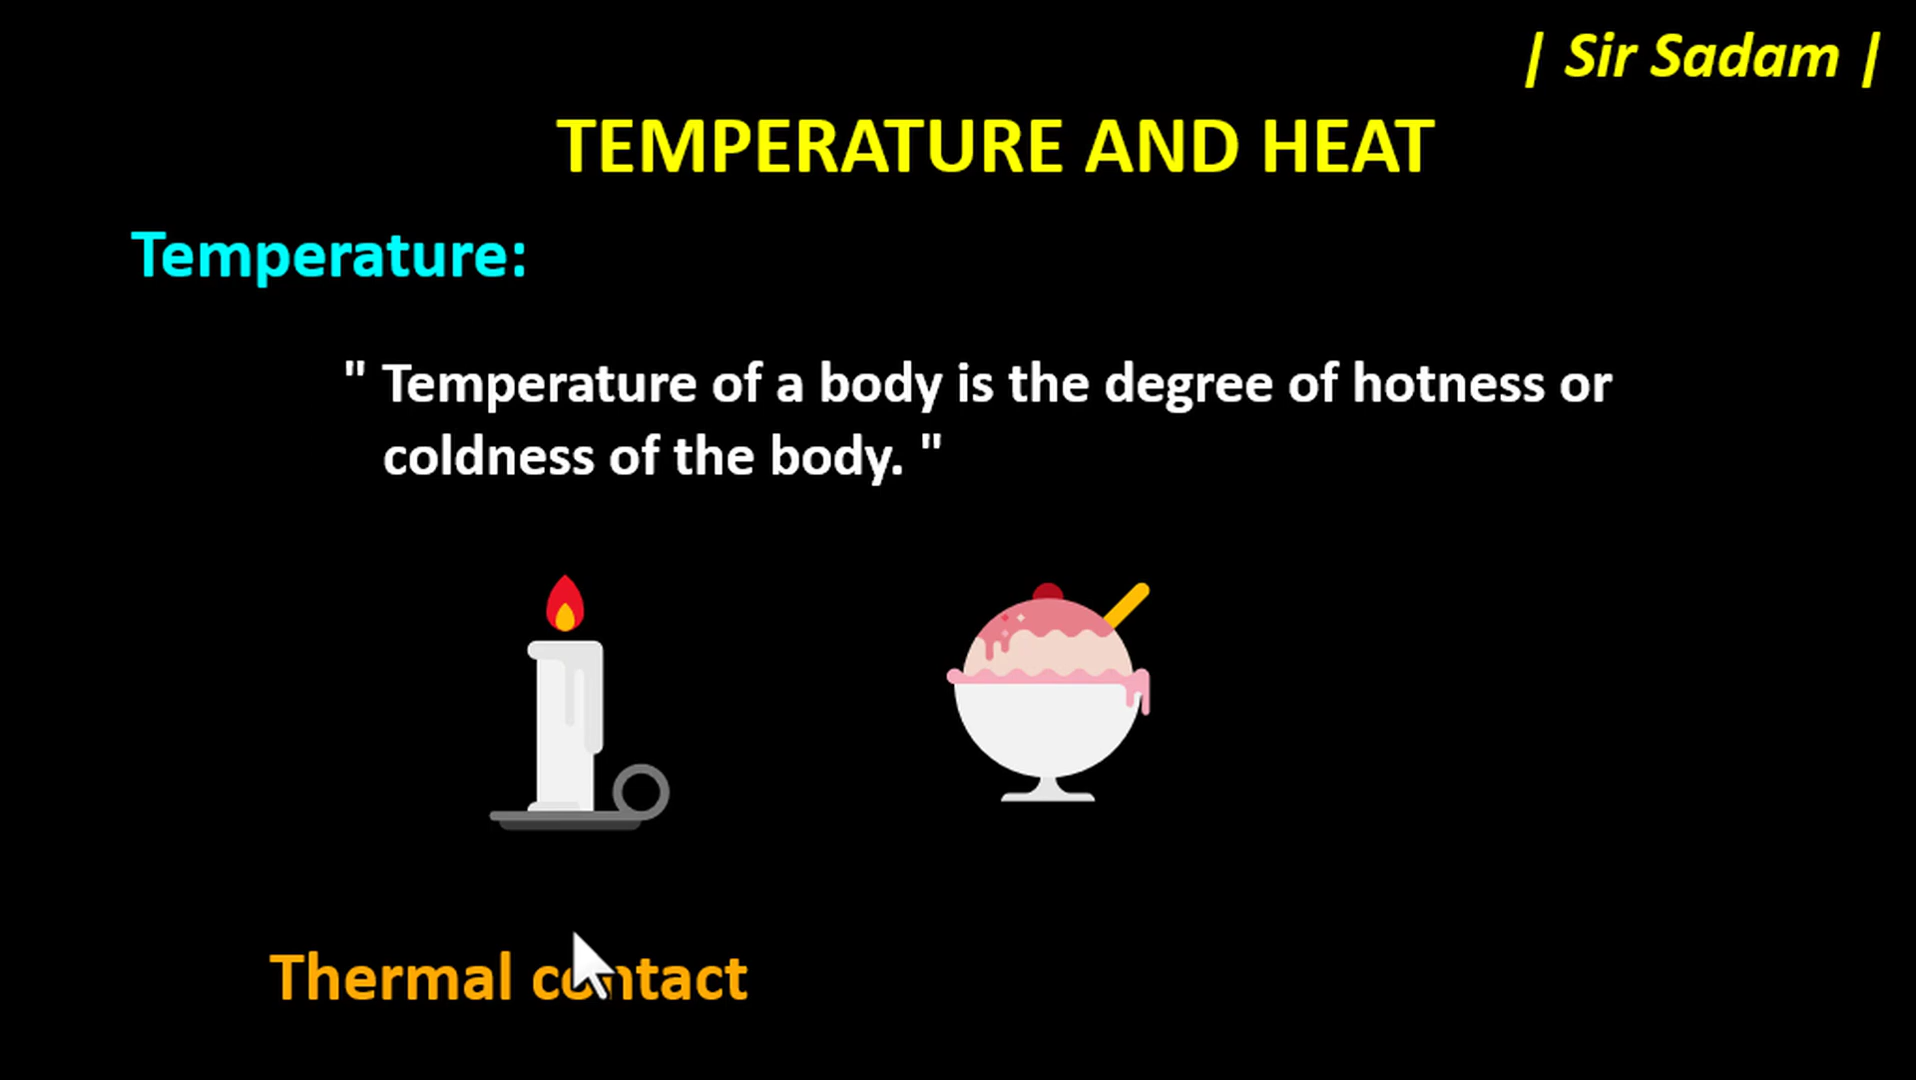 | Sir Sadam |
TEMPERATURE AND HEAT
Temperature:
" Temperature of a body is the degree of hotness or
coldness of the body. "
Thermal contact